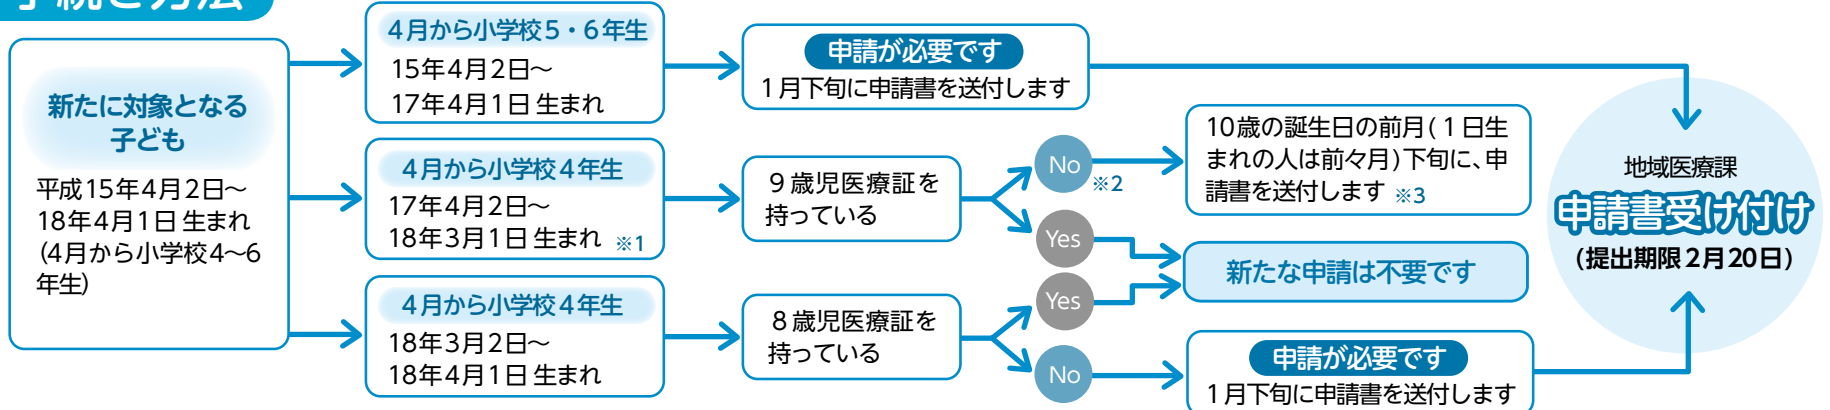 手続き方法
新たに対象となる
子ども
平成15年4月2日～
18年4月1日生まれ
(4月から小学校4～6
年生)
4月から小学校5・6年生
15年4月2日～
17年4月1日生まれ
申請が必要です
1月下旬に申請書を送付します
4月から小学校4年生
17年4月2日～
18年3月1日生まれ ※1
9歳児医療証を
持っている
No
※2
Yes
10歳の誕生日の前月(1日生
まれの人は前々月)下旬に、申
請書を送付します ※3
新たな申請は不要です
4月から小学校4年生
18年3月2日～
18年4月1日生まれ
8歳児医療証を
持っている
Yes
No
申請が必要です
1月下旬に申請書を送付します
地域医療課
申請書受け付け
(提出期限2月20日)